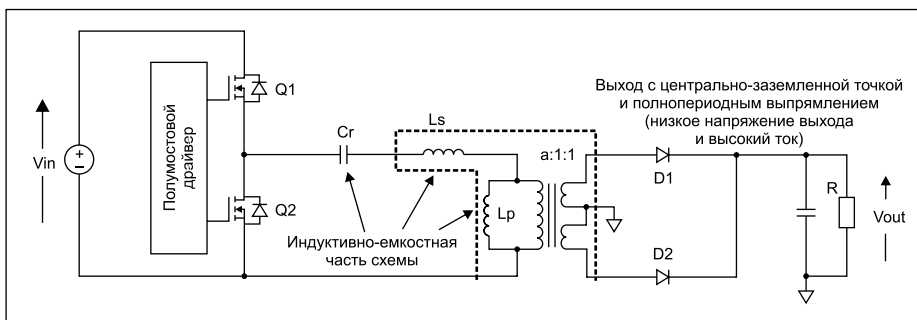 Vin
Полумостовой
драйвер
Q1
Q2
Cr
Ls
Lp
a:1:1
Индуктивно-емкостная
часть схемы
Выход с центрально-заземленной точкой
и полнопериодным выпрямлением
(низкое напряжение выхода
и высокий ток)
D1
D2
R
Vout